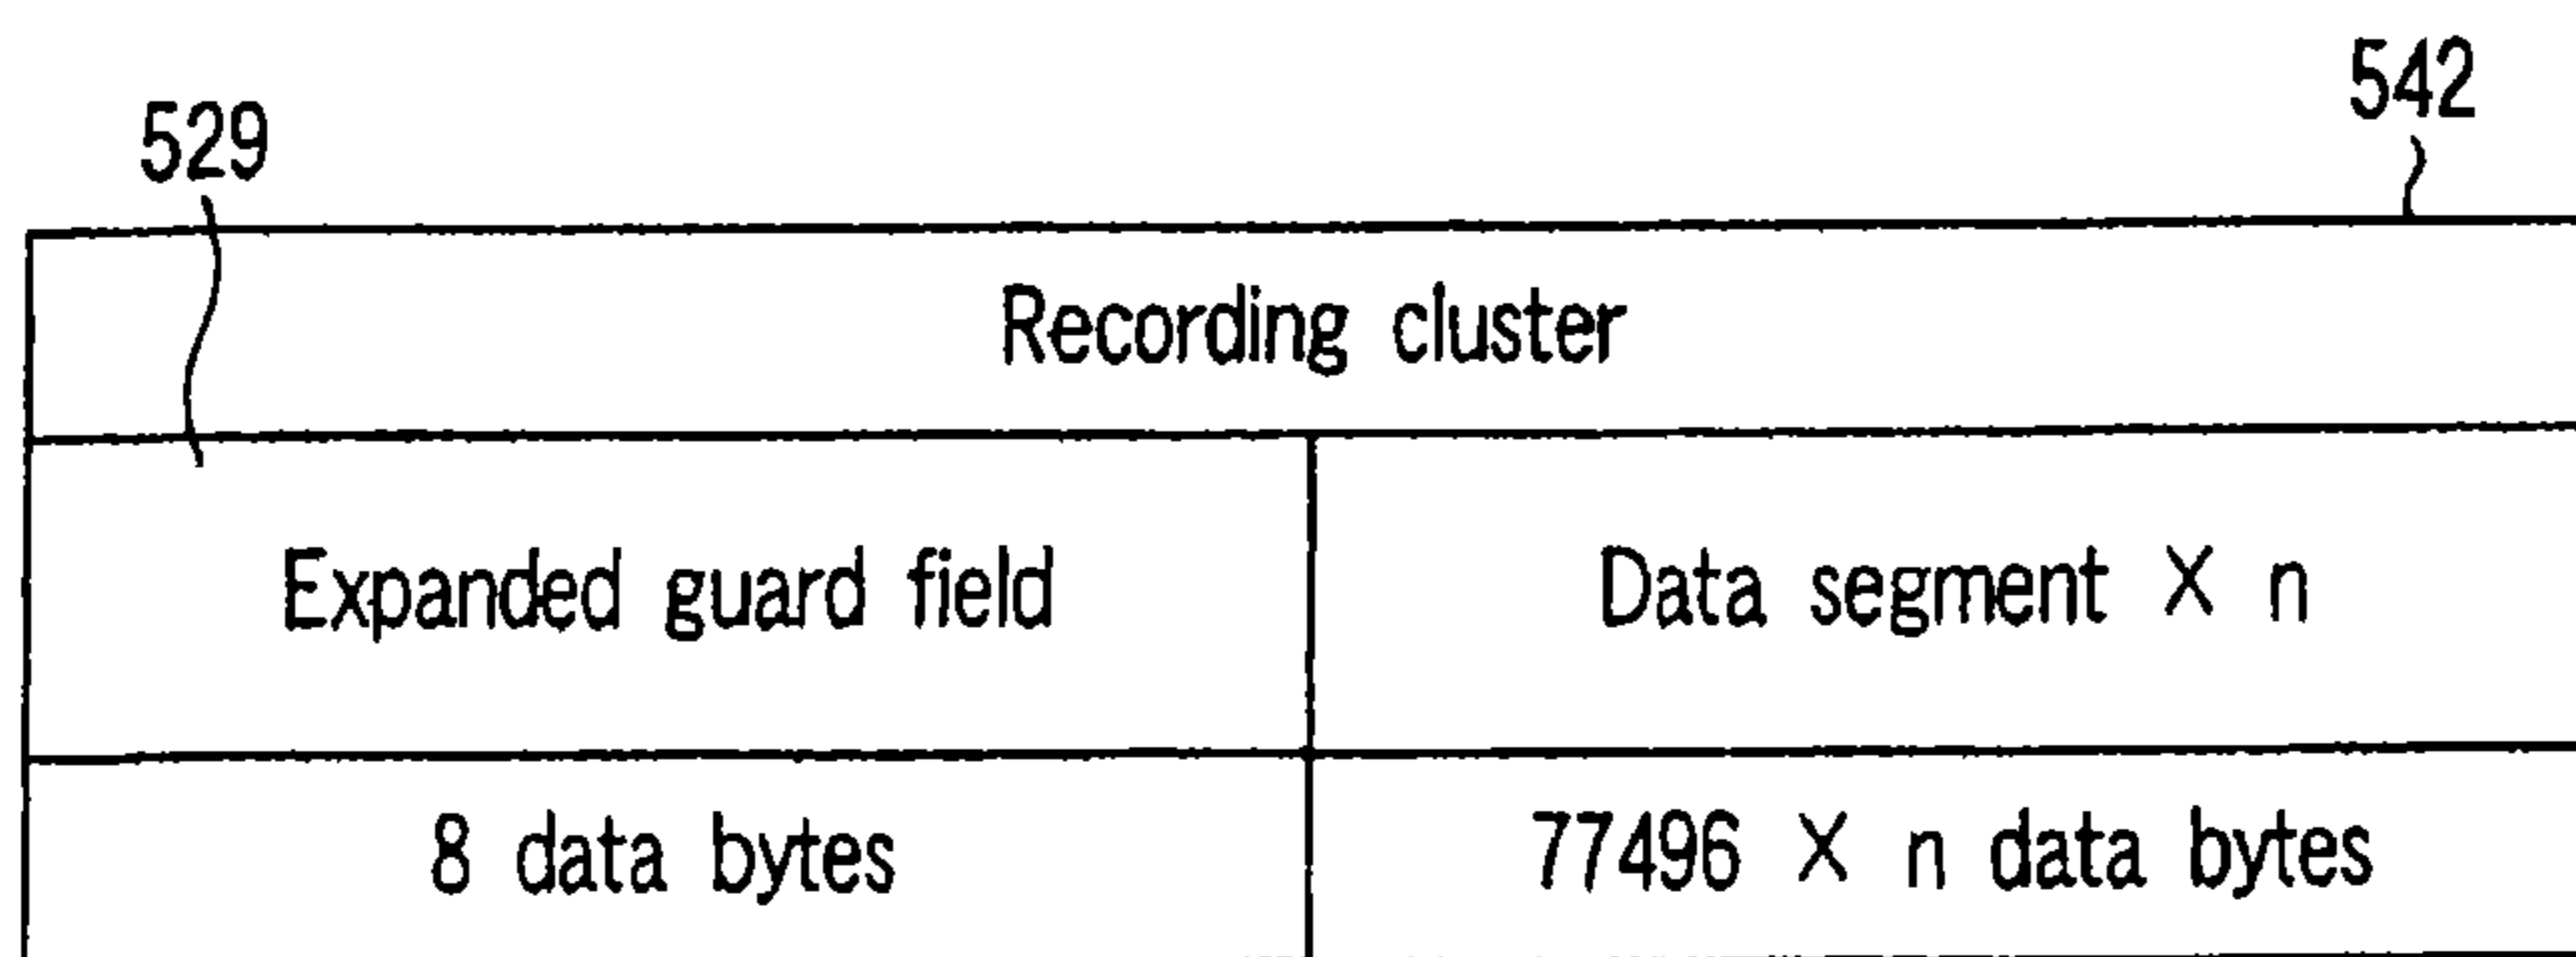 542
529
Recording cluster
Expanded guard field
Data segment X n
8 data bytes
77496 X n data bytes